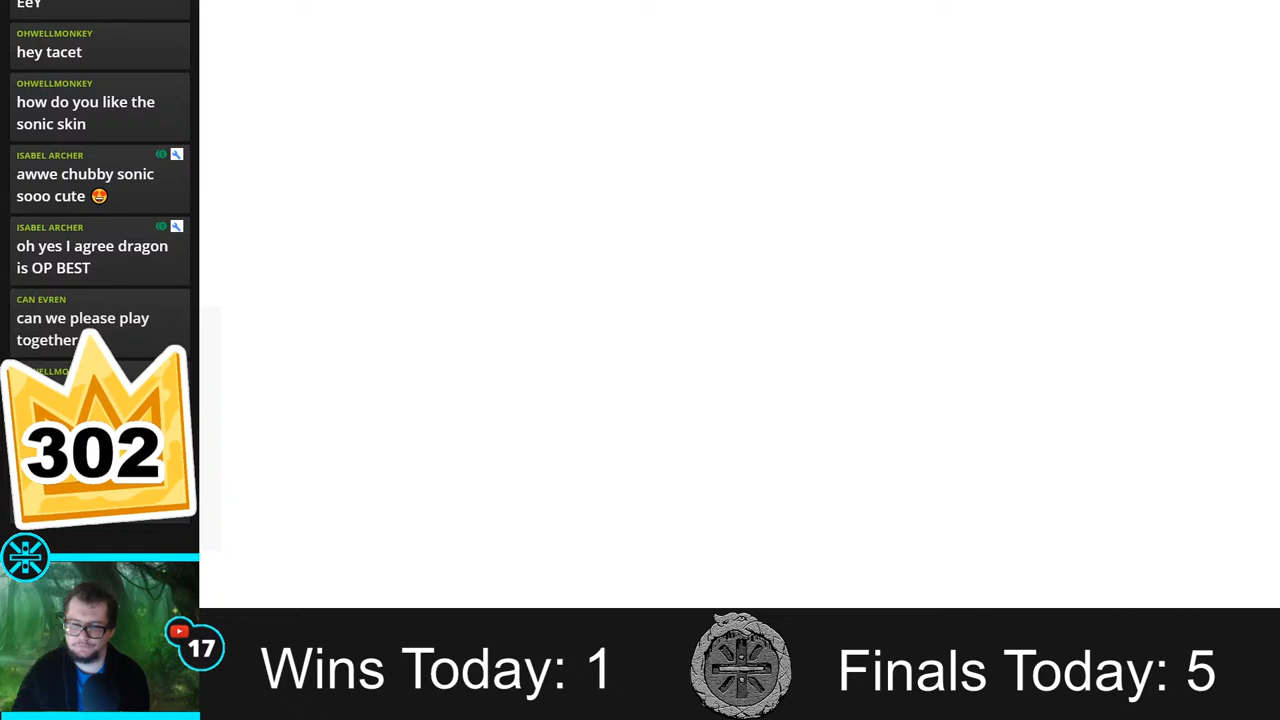 EeY
OHWELLMONKEY
hey tacet
OHWELLMONKEY
how do you like the
sonic skin
ISABEL ARCHER
awwe chubby sonic
sooo cute 😍
ISABEL ARCHER
oh yes I agree dragon
is OP BEST
CAN EVREN
can we please play
together
302
17
Wins Today: 1
Finals Today: 5